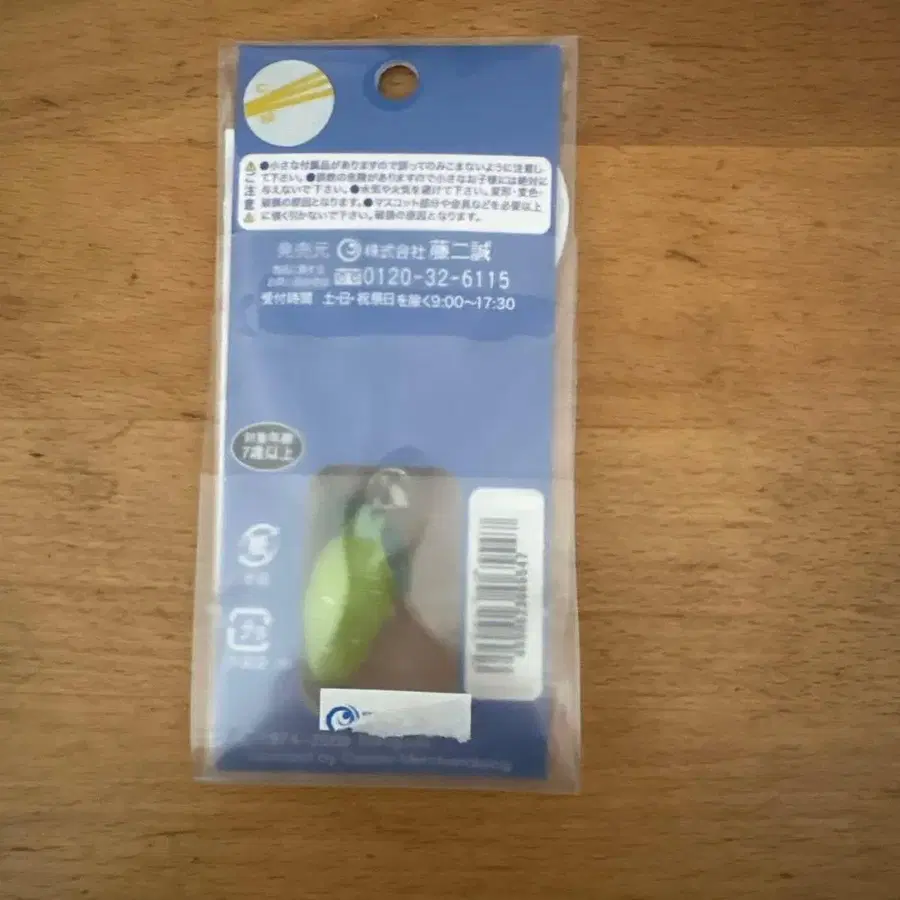 ご注意
●小さな付属品がありますので誤ってのみこまないように注意し
て下さい。●誤飲の危険がありますので小さなお子様には絶対に
与えないで下さい。●水気や火気を避けて下さい。変形・変色・
破損の原因となります。●マスコット部分や金具などを必要以上
に強く引かないで下さい。破損の原因となります。
発売元 株式会社 藤二誠
0120-32-6115
受付時間 土・日・祝祭日を除く9:00~17:30
対象年齢
7歳以上
プラ